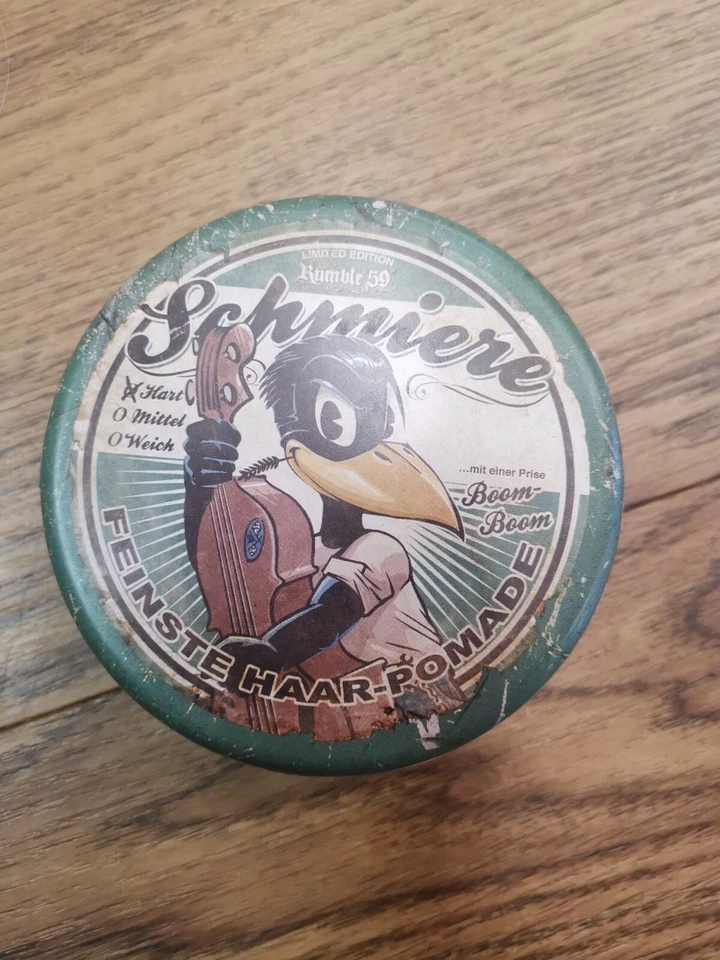 LIMITED EDITION
Rumble 59
Schmiere
Hart
Mittel
Weich
...mit einer Prise
Boom-
Boom
FEINSTE HAAR-POMADE